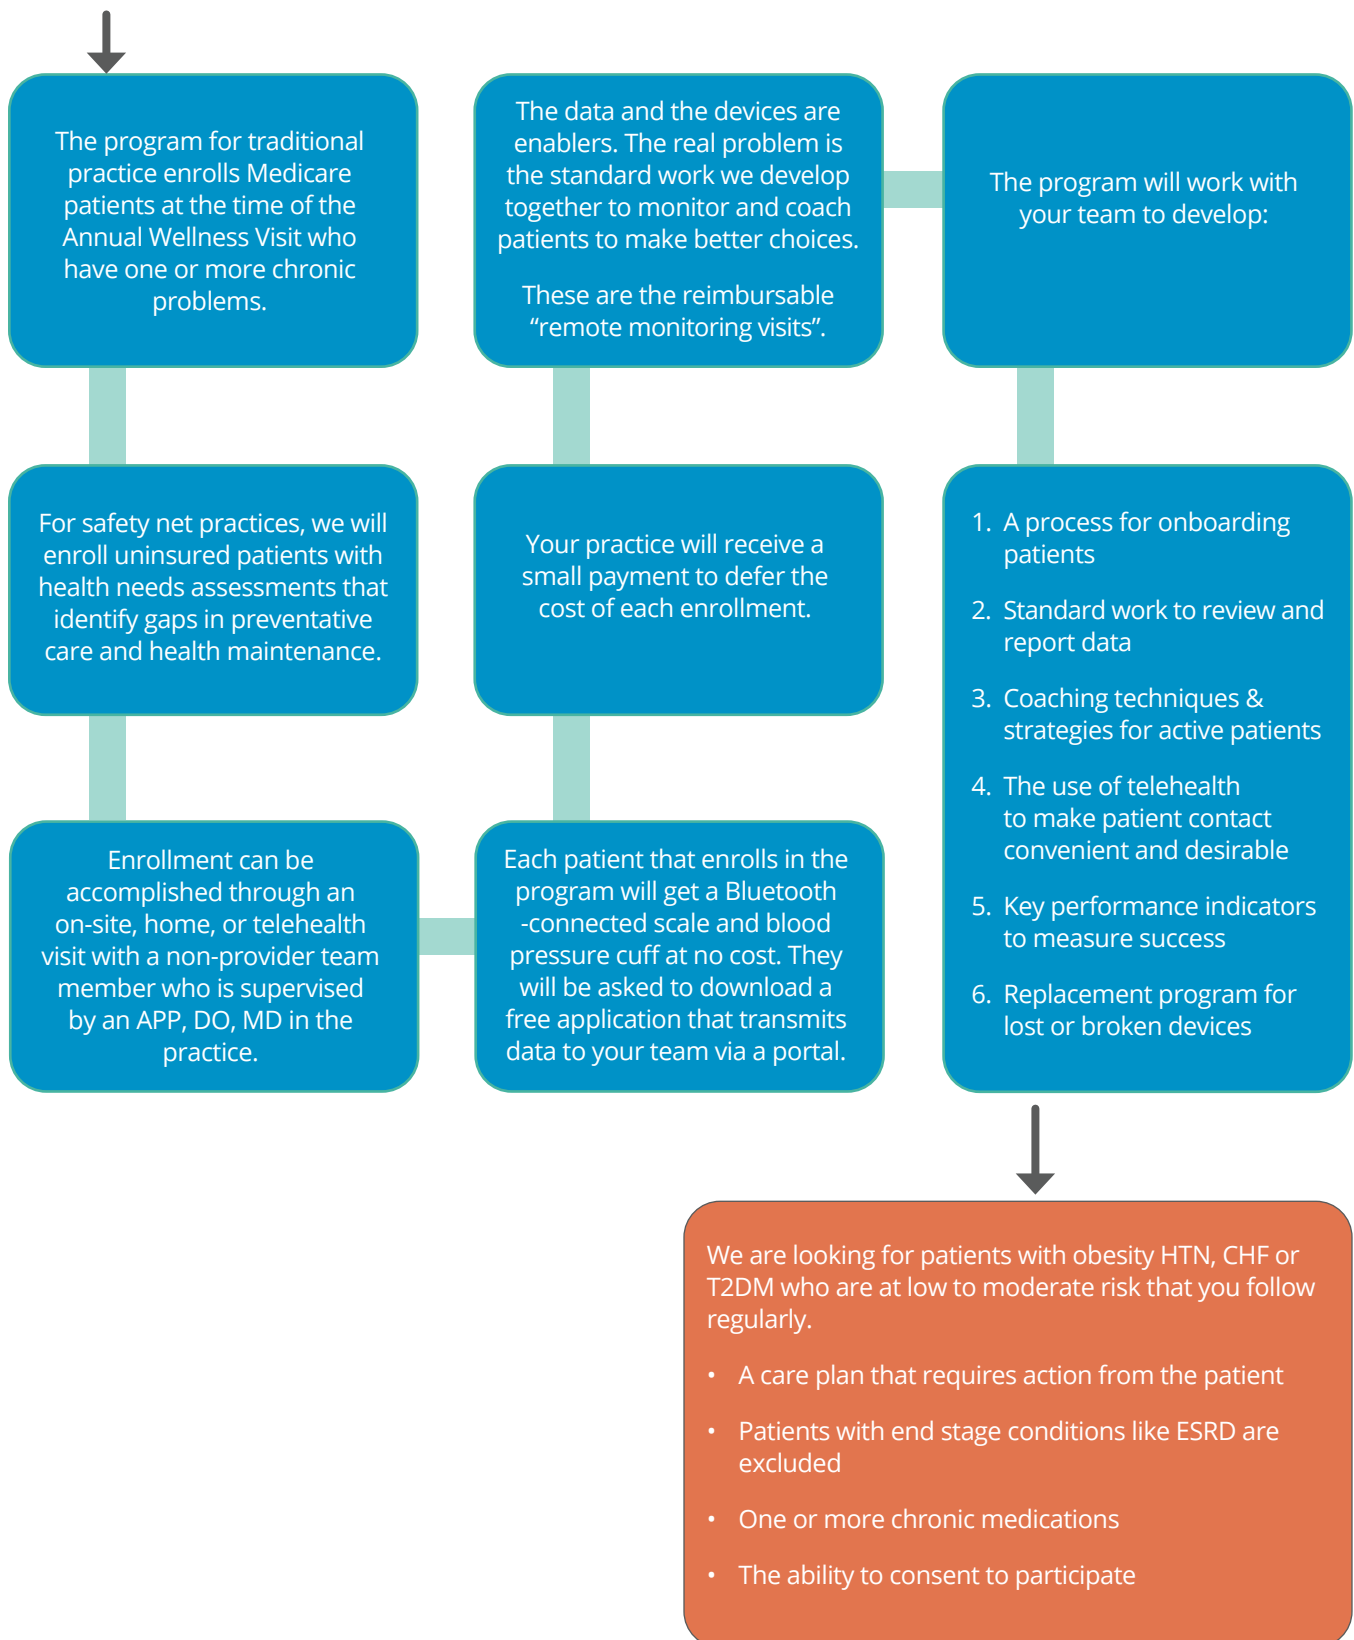 The program for traditional
practice enrolls Medicare
patients at the time of the
Annual Wellness Visit who
have one or more chronic
problems.
For safety net practices, we will
enroll uninsured patients with
health needs assessments that
identify gaps in preventative
care and health maintenance.
Enrollment can be
accomplished through an
on-site, home, or telehealth
visit with a non-provider team
member who is supervised
by an APP, DO, MD in the
practice.
Each patient that enrolls in the
program will get a Bluetooth
-connected scale and blood
pressure cuff at no cost. They
will be asked to download a
free application that transmits
data to your team via a portal.
Your practice will receive a
small payment to defer the
cost of each enrollment.
The data and the devices are
enablers. The real problem is
the standard work we develop
together to monitor and coach
patients to make better choices.
These are the reimbursable
“remote monitoring visits”.
The program will work with
your team to develop:
1. A process for onboarding
patients
2. Standard work to review and
report data
3. Coaching techniques &
strategies for active patients
4. The use of telehealth
to make patient contact
convenient and desirable
5. Key performance indicators
to measure success
6. Replacement program for
lost or broken devices
We are looking for patients with obesity HTN, CHF or
T2DM who are at low to moderate risk that you follow
regularly.
• A care plan that requires action from the patient
• Patients with end stage conditions like ESRD are
excluded
• One or more chronic medications
• The ability to consent to participate